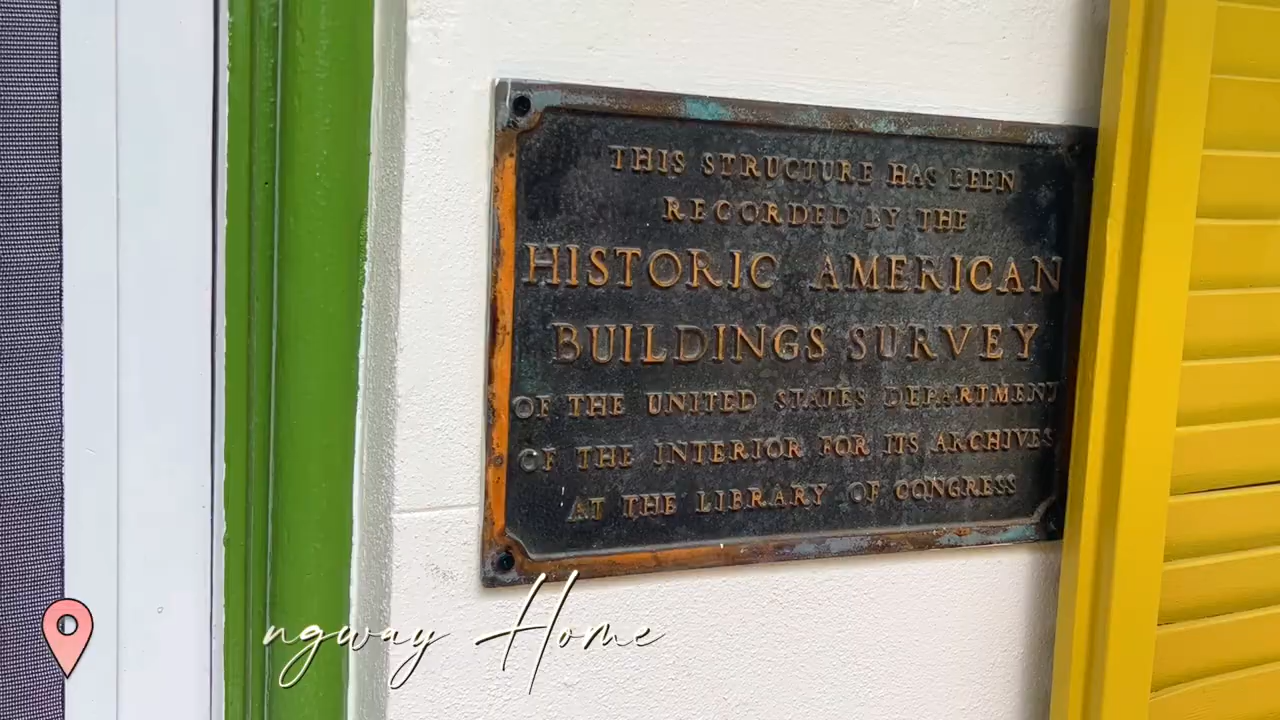 THIS STRUCTURE HAS BEEN
RECORDED BY THE
HISTORIC AMERICAN
BUILDINGS SURVEY
OF THE UNITED STATES DEPARTMENT
OF THE INTERIOR FOR ITS ARCHIVES
AT THE LIBRARY OF CONGRESS
ngway Home